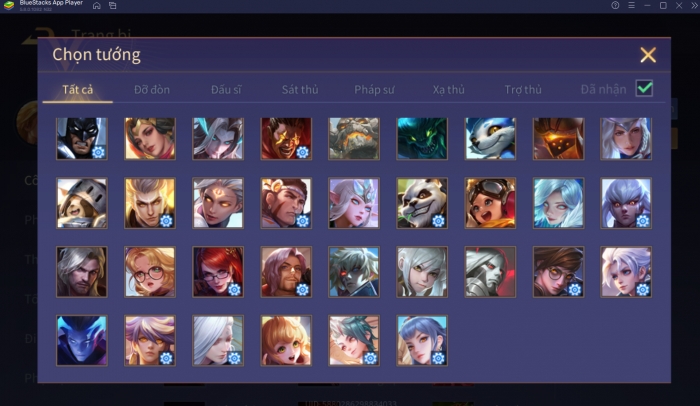 BlueStacks App Player
Trang bị
Chọn tướng
Tất cả
Đỡ đòn
Đấu sĩ
Sát thủ
Pháp sư
Xạ thủ
Trợ thủ
Đã nhận